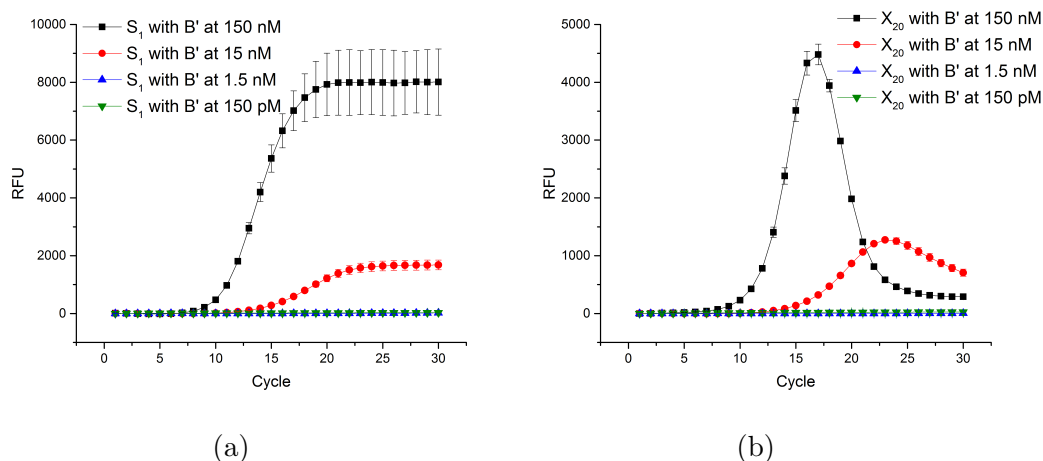 S₁ with B' at 150 nM
S₁ with B' at 15 nM
S₁ with B' at 1.5 nM
S₁ with B' at 150 pM
10000
8000
6000
4000
2000
0
RFU
0 5 10 15 20 25 30
Cycle
(a)
X₂₀ with B' at 150 nM
X₂₀ with B' at 15 nM
X₂₀ with B' at 1.5 nM
X₂₀ with B' at 150 pM
5000
4000
3000
2000
1000
0
RFU
0 5 10 15 20 25 30
Cycle
(b)